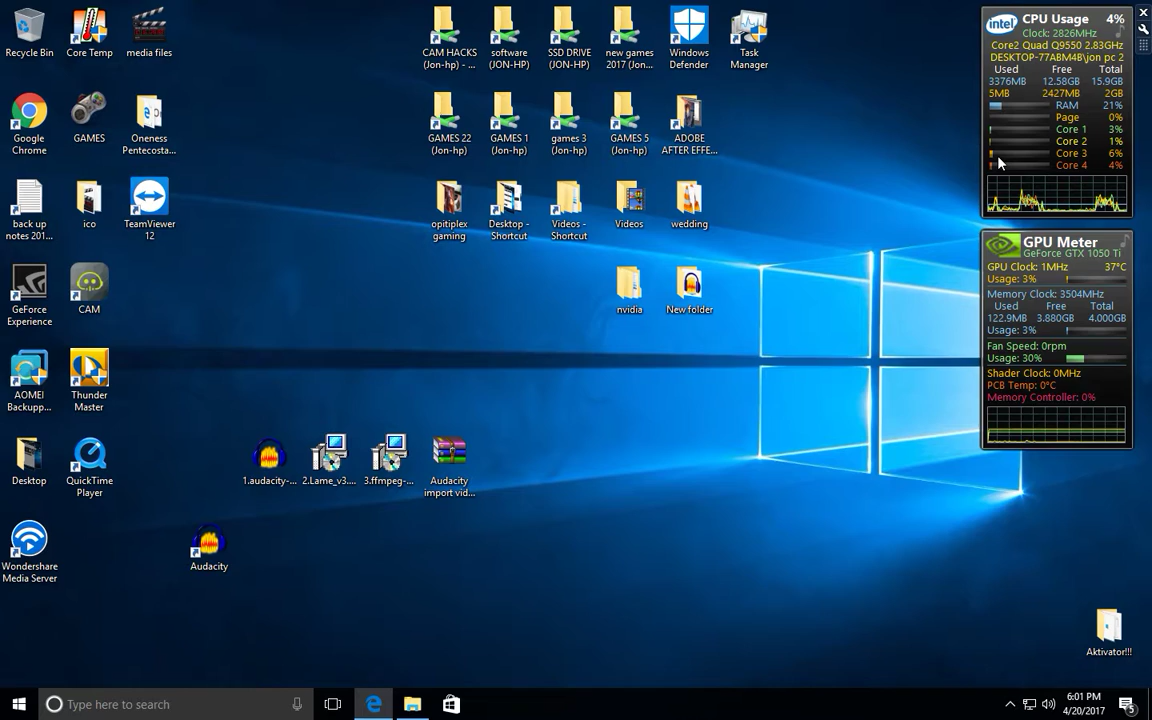 Recycle Bin
Core Temp
media files
CAM HACKS
(Jon-hp) - ...
software
(JON-HP)
SSD DRIVE
(JON-HP)
new games
2017 (Jon...
Windows
Defender
Task
Manager
Google
Chrome
GAMES
Oneness
Pentecosta...
GAMES 22
(Jon-hp)
GAMES 1
(Jon-hp)
games 3
(Jon-hp)
GAMES 5
(Jon-hp)
ADOBE
AFTER EFFE...
back up
notes 201...
ico
TeamViewer
12
opitiplex
gaming
Desktop -
Shortcut
Videos -
Shortcut
Videos
wedding
GeForce
Experience
CAM
nvidia
New folder
AOMEI
Backupp...
Thunder
Master
Desktop
QuickTime
Player
1.audacity-...
2.Lame_v3....
3.ffmpeg-...
Audacity
import vid...
Wondershare
Media Server
Audacity
Aktivator!!!
intel
CPU Usage 4%
Clock: 2826MHz
Core2 Quad Q9550 2.83GHz
DESKTOP-77ABM4B\jon pc 2
Used Free Total
3376MB 12.58GB 15.9GB
5MB 2427MB 2GB
RAM 21%
Page 0%
Core 1 3%
Core 2 1%
Core 3 6%
Core 4 4%
GPU Meter
GeForce GTX 1050 Ti
GPU Clock: 1MHz 37°C
Usage: 3%
Memory Clock: 3504MHz
Used Free Total
122.9MB 3.880GB 4.000GB
Usage: 3%
Fan Speed: 0rpm
Usage: 30%
Shader Clock: 0MHz
PCB Temp: 0°C
Memory Controller: 0%
Type here to search
6:01 PM
4/20/2017
5